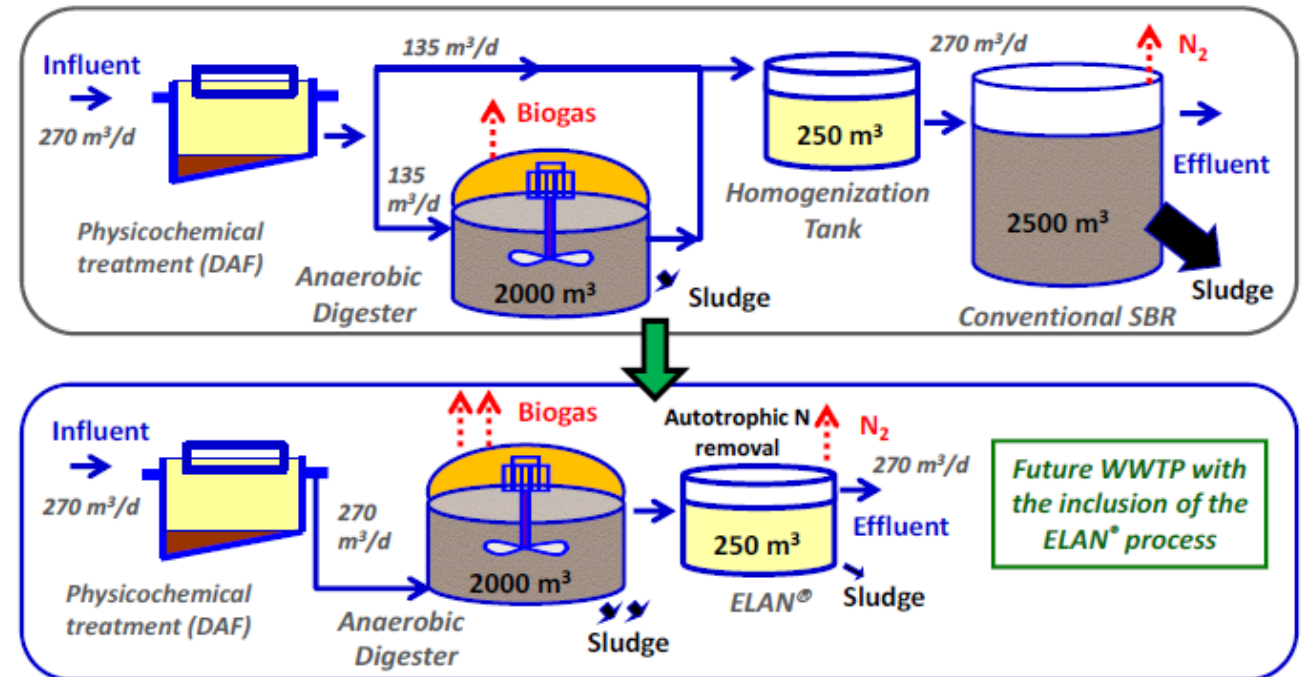 Influent
270 m³/d
Physicochemical
treatment (DAF)
135 m³/d
135
m³/d
Biogas
2000 m³
Anaerobic
Digester
Sludge
250 m³
Homogenization
Tank
270 m³/d
N₂
2500 m³
Effluent
Sludge
Conventional SBR
Influent
270 m³/d
Physicochemical
treatment (DAF)
270
m³/d
Biogas
2000 m³
Anaerobic
Digester
Sludge
Autotrophic N
removal
N₂
270 m³/d
Effluent
250 m³
ELAN®
Sludge
Future WWTP with
the inclusion of the
ELAN® process